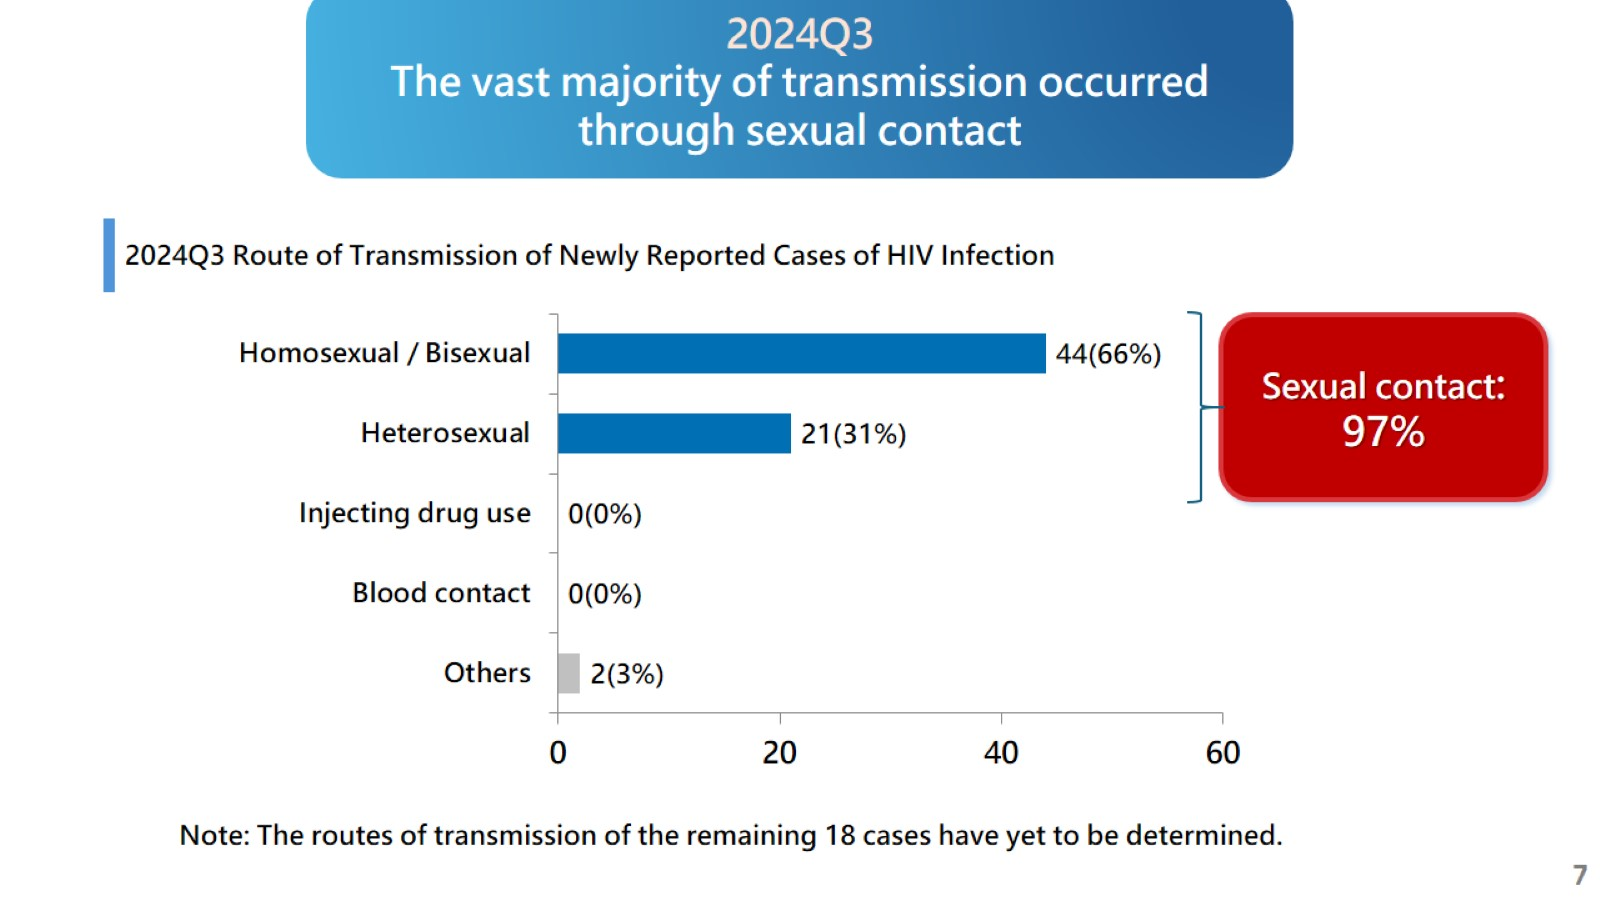 2024Q3
The vast majority of transmission occurred
through sexual contact
2024Q3 Route of Transmission of Newly Reported Cases of HIV Infection
Homosexual / Bisexual 44(66%)
Heterosexual 21(31%)
Injecting drug use 0(0%)
Blood contact 0(0%)
Others 2(3%)
0 20 40 60
Sexual contact:
97%
Note: The routes of transmission of the remaining 18 cases have yet to be determined.
7